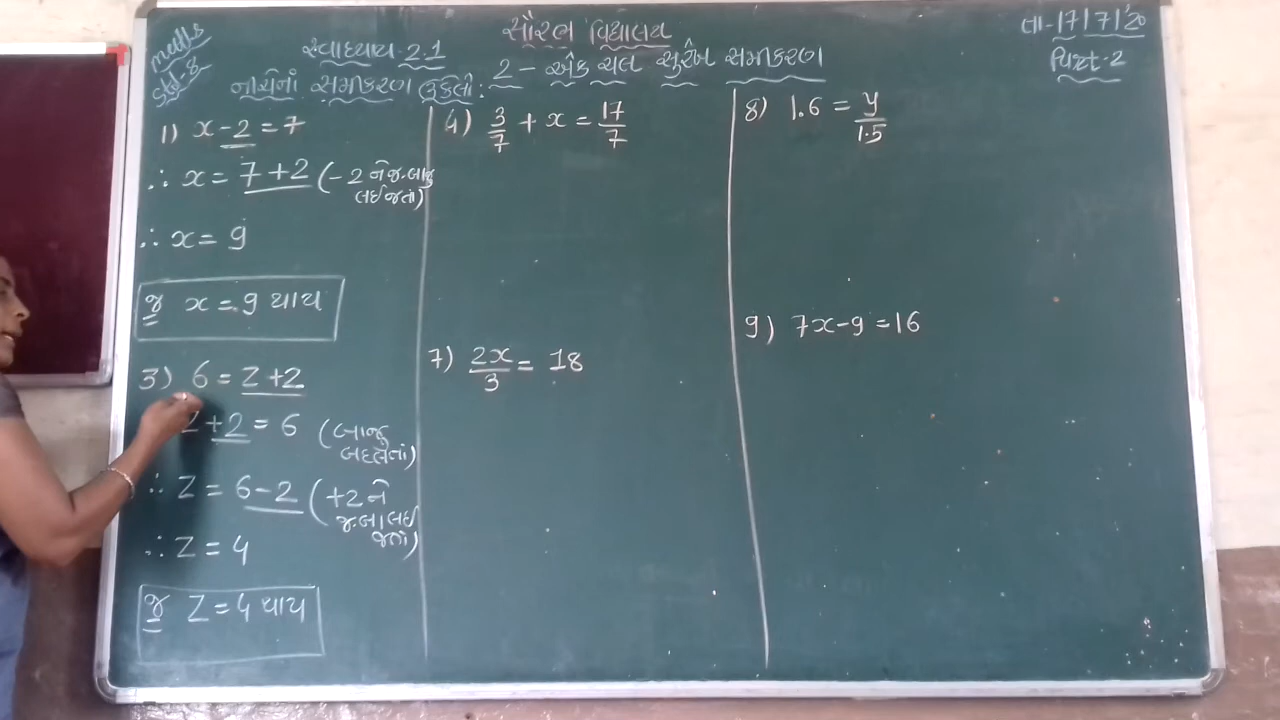 maths
std-8
સૌરભ વિદ્યાલય
તા-17/7/'20
સ્વાધ્યાય-2.1
2 - એક ચલ સુરેખ સમીકરણ
વિડિયો-2
નીચેનાં સમીકરણ ઉકેલો:
1) x-2=7
∴ x = 7+2 (-2 ને જ.બાજુ
લઈ જતાં)
∴ x = 9
જ x = 9 થાય
3) 6 = z+2
z+2 = 6 (બાજુ
બદલતાં)
∴ z = 6-2 (+2 ને
જ.બા લઈ
જતાં)
∴ z = 4
જ z = 4 થાય
4) 3/7 + x = 17/7
7) 2x/3 = 18
8) 1.6 = y/1.5
9) 7x-9=16